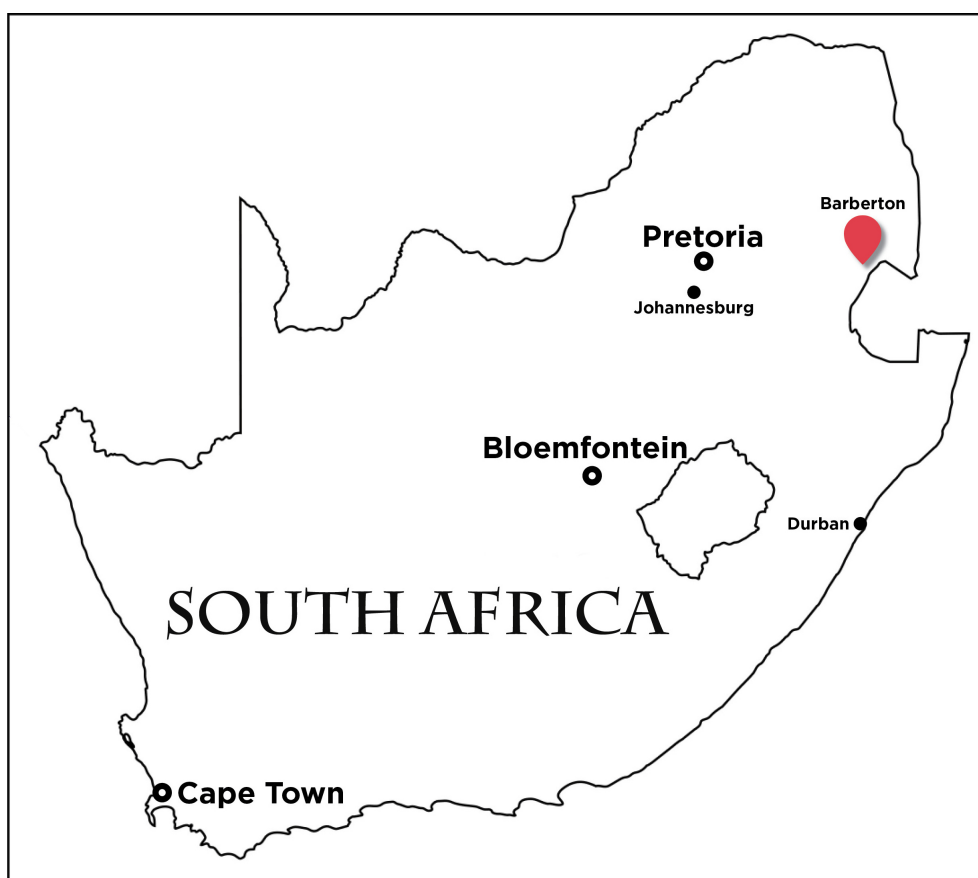 Barberton
Pretoria
Johannesburg
Bloemfontein
Durban
SOUTH AFRICA
Cape Town